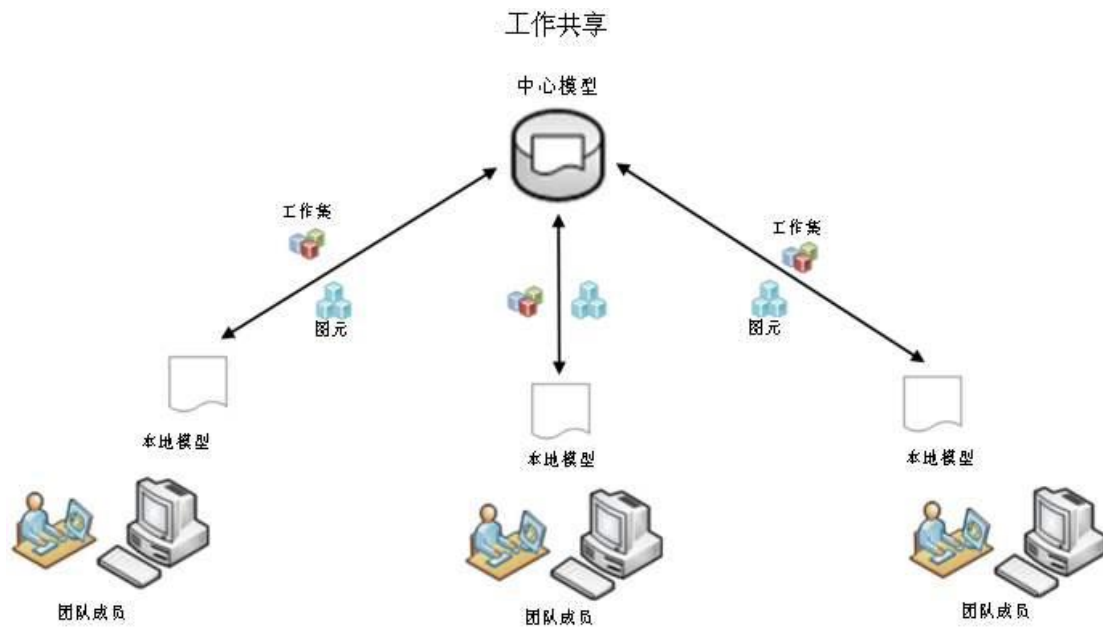 工作共享
中心模型
工作集
工作集
图元
图元
本地模型
本地模型
本地模型
团队成员
团队成员
团队成员